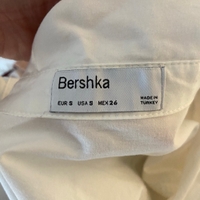 Bershka
EUR S USA S MEX 26
MADE IN
TURKEY